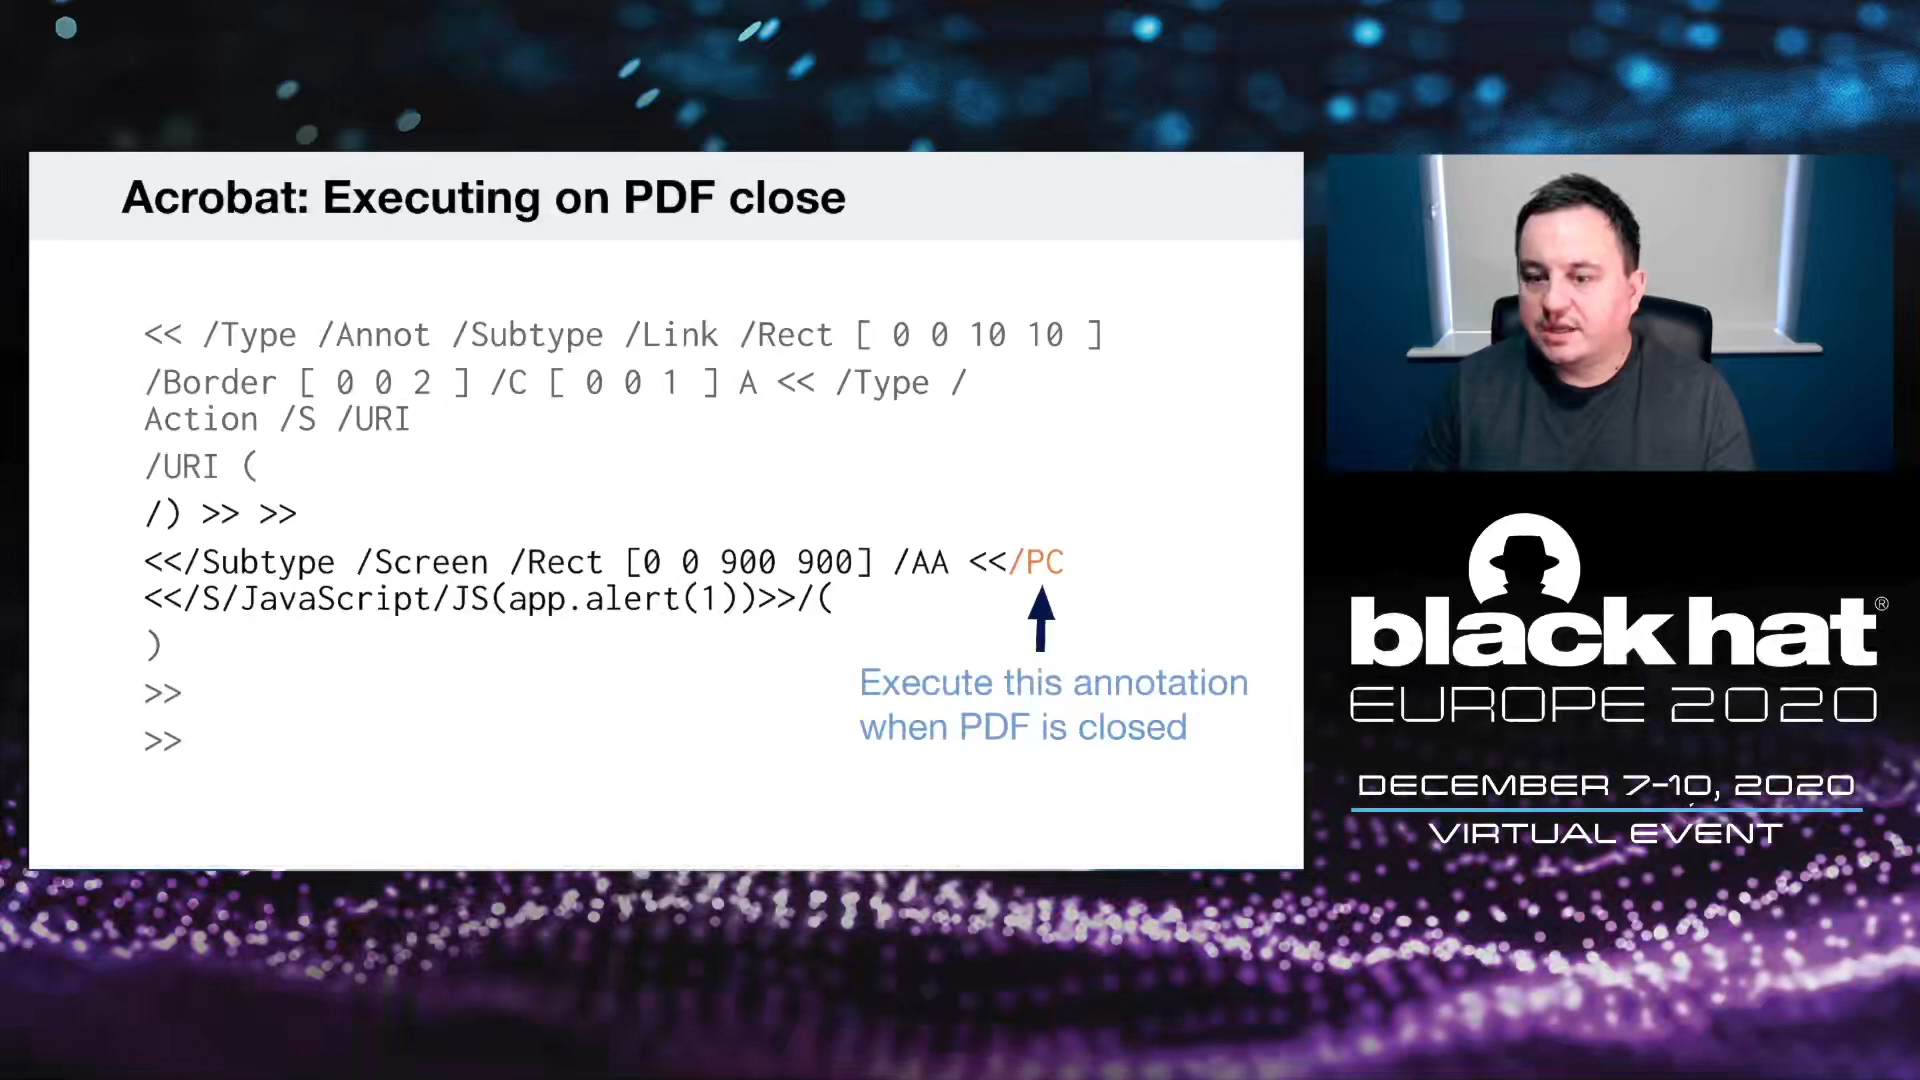 Acrobat: Executing on PDF close
<< /Type /Annot /Subtype /Link /Rect [ 0 0 10 10 ]
/Border [ 0 0 2 ] /C [ 0 0 1 ] A << /Type /
Action /S /URI
/URI (
/) >> >>
<</Subtype /Screen /Rect [0 0 900 900] /AA <</PC
<</S/JavaScript/JS(app.alert(1))>>/(
)
>>
>>
Execute this annotation
when PDF is closed
black hat®
EUROPE 2020
DECEMBER 7-10, 2020
VIRTUAL EVENT